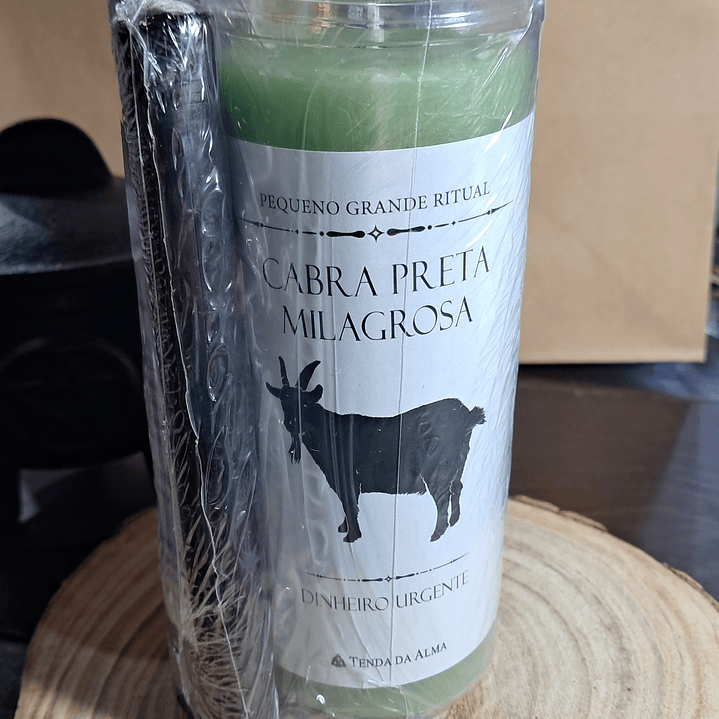 PEQUENO GRANDE RITUAL
CABRA PRETA
MILAGROSA
DINHEIRO URGENTE
TENDA DA ALMA